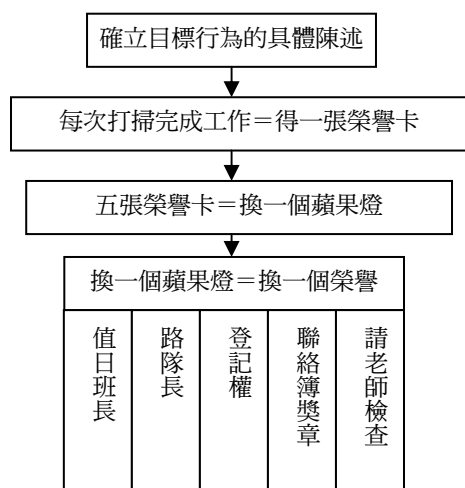 確立目標行為的具體陳述
每次打掃完成工作＝得一張榮譽卡
五張榮譽卡＝換一個蘋果燈
換一個蘋果燈＝換一個榮譽
值日班長
路隊長
登記權
聯絡簿獎章
請老師檢查